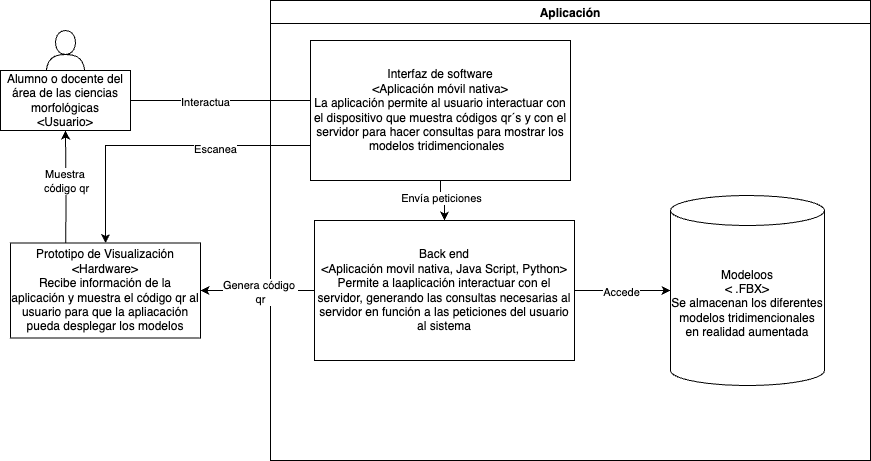 Aplicación
Alumno o docente del
área de las ciencias
morfológicas
<Usuario>
Interactua
Interfaz de software
<Aplicación móvil nativa>
La aplicación permite al usuario interactuar con
el dispositivo que muestra códigos qr´s y con el
servidor para hacer consultas para mostrar los
modelos tridimencionales
Escanea
Muestra
código qr
Envía peticiones
Prototipo de Visualización
<Hardware>
Recibe información de la
aplicación y muestra el código qr al
usuario para que la apliaacción
pueda desplegar los modelos
Genera código
qr
Back end
<Aplicación movil nativa, Java Script, Python>
Permite a laaplicación interactuar con el
servidor, generando las consultas necesarias al
servidor en función a las peticiones del usuario
al sistema
Accede
Modeloos
< .FBX>
Se almacenan los diferentes
modelos tridimencionales
en realidad aumentada